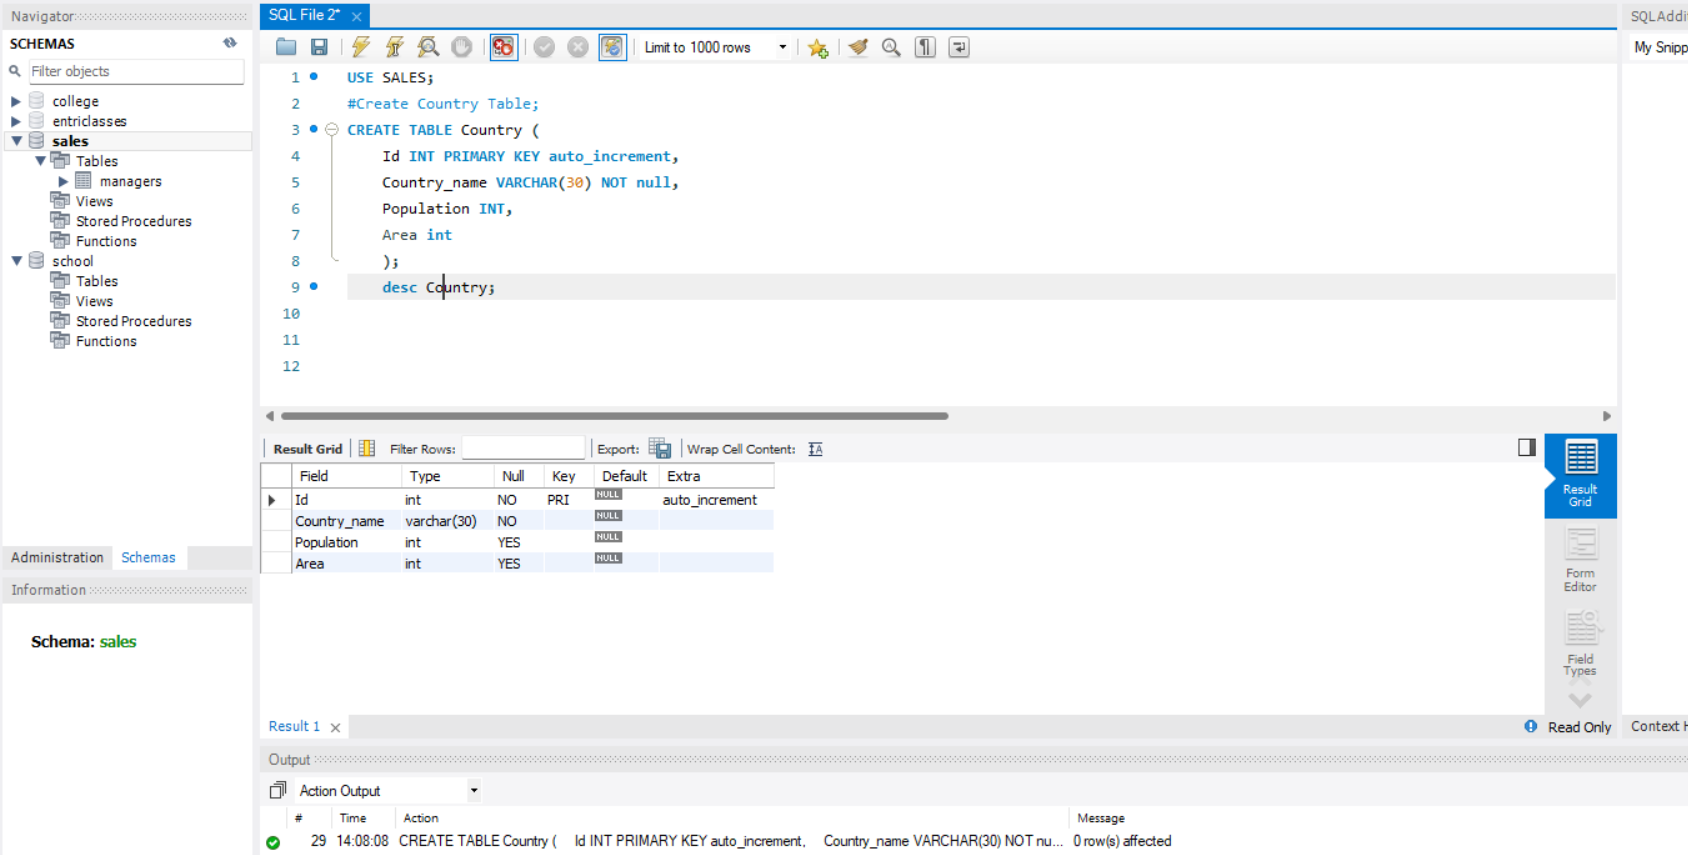 Navigator
SCHEMAS
Filter objects
college
entriclasses
sales
Tables
managers
Views
Stored Procedures
Functions
school
Tables
Views
Stored Procedures
Functions
Administration Schemas
Information
Schema: sales
SQL File 2*
Limit to 1000 rows
1 USE SALES;
2 #Create Country Table;
3 CREATE TABLE Country (
4 Id INT PRIMARY KEY auto_increment,
5 Country_name VARCHAR(30) NOT null,
6 Population INT,
7 Area int
8 );
9 desc Country;
10
11
12
Result Grid Filter Rows: Export: Wrap Cell Content:
Field Type Null Key Default Extra
Id int NO PRI NULL auto_increment
Country_name varchar(30) NO NULL
Population int YES NULL
Area int YES NULL
Result Grid
Form Editor
Field Types
Result 1 Read Only
Output
Action Output
# Time Action Message
29 14:08:08 CREATE TABLE Country ( Id INT PRIMARY KEY auto_increment, Country_name VARCHAR(30) NOT nu... 0 row(s) affected
SQLAddi
My Snipp
Context H